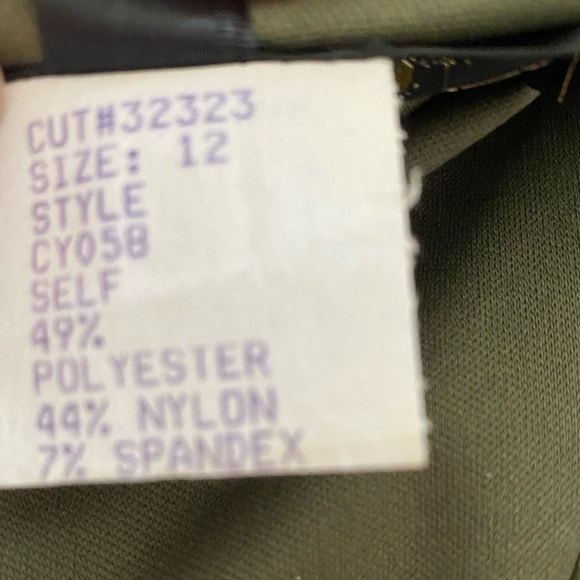 CUT#32323
SIZE: 12
STYLE
CY058
SELF
49%
POLYESTER
44% NYLON
7% SPANDEX